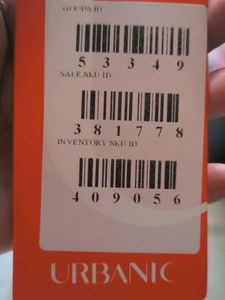 GOODS ID
53349
SALE SKU ID
381778
INVENTORY SKU ID
409056
URBANIC